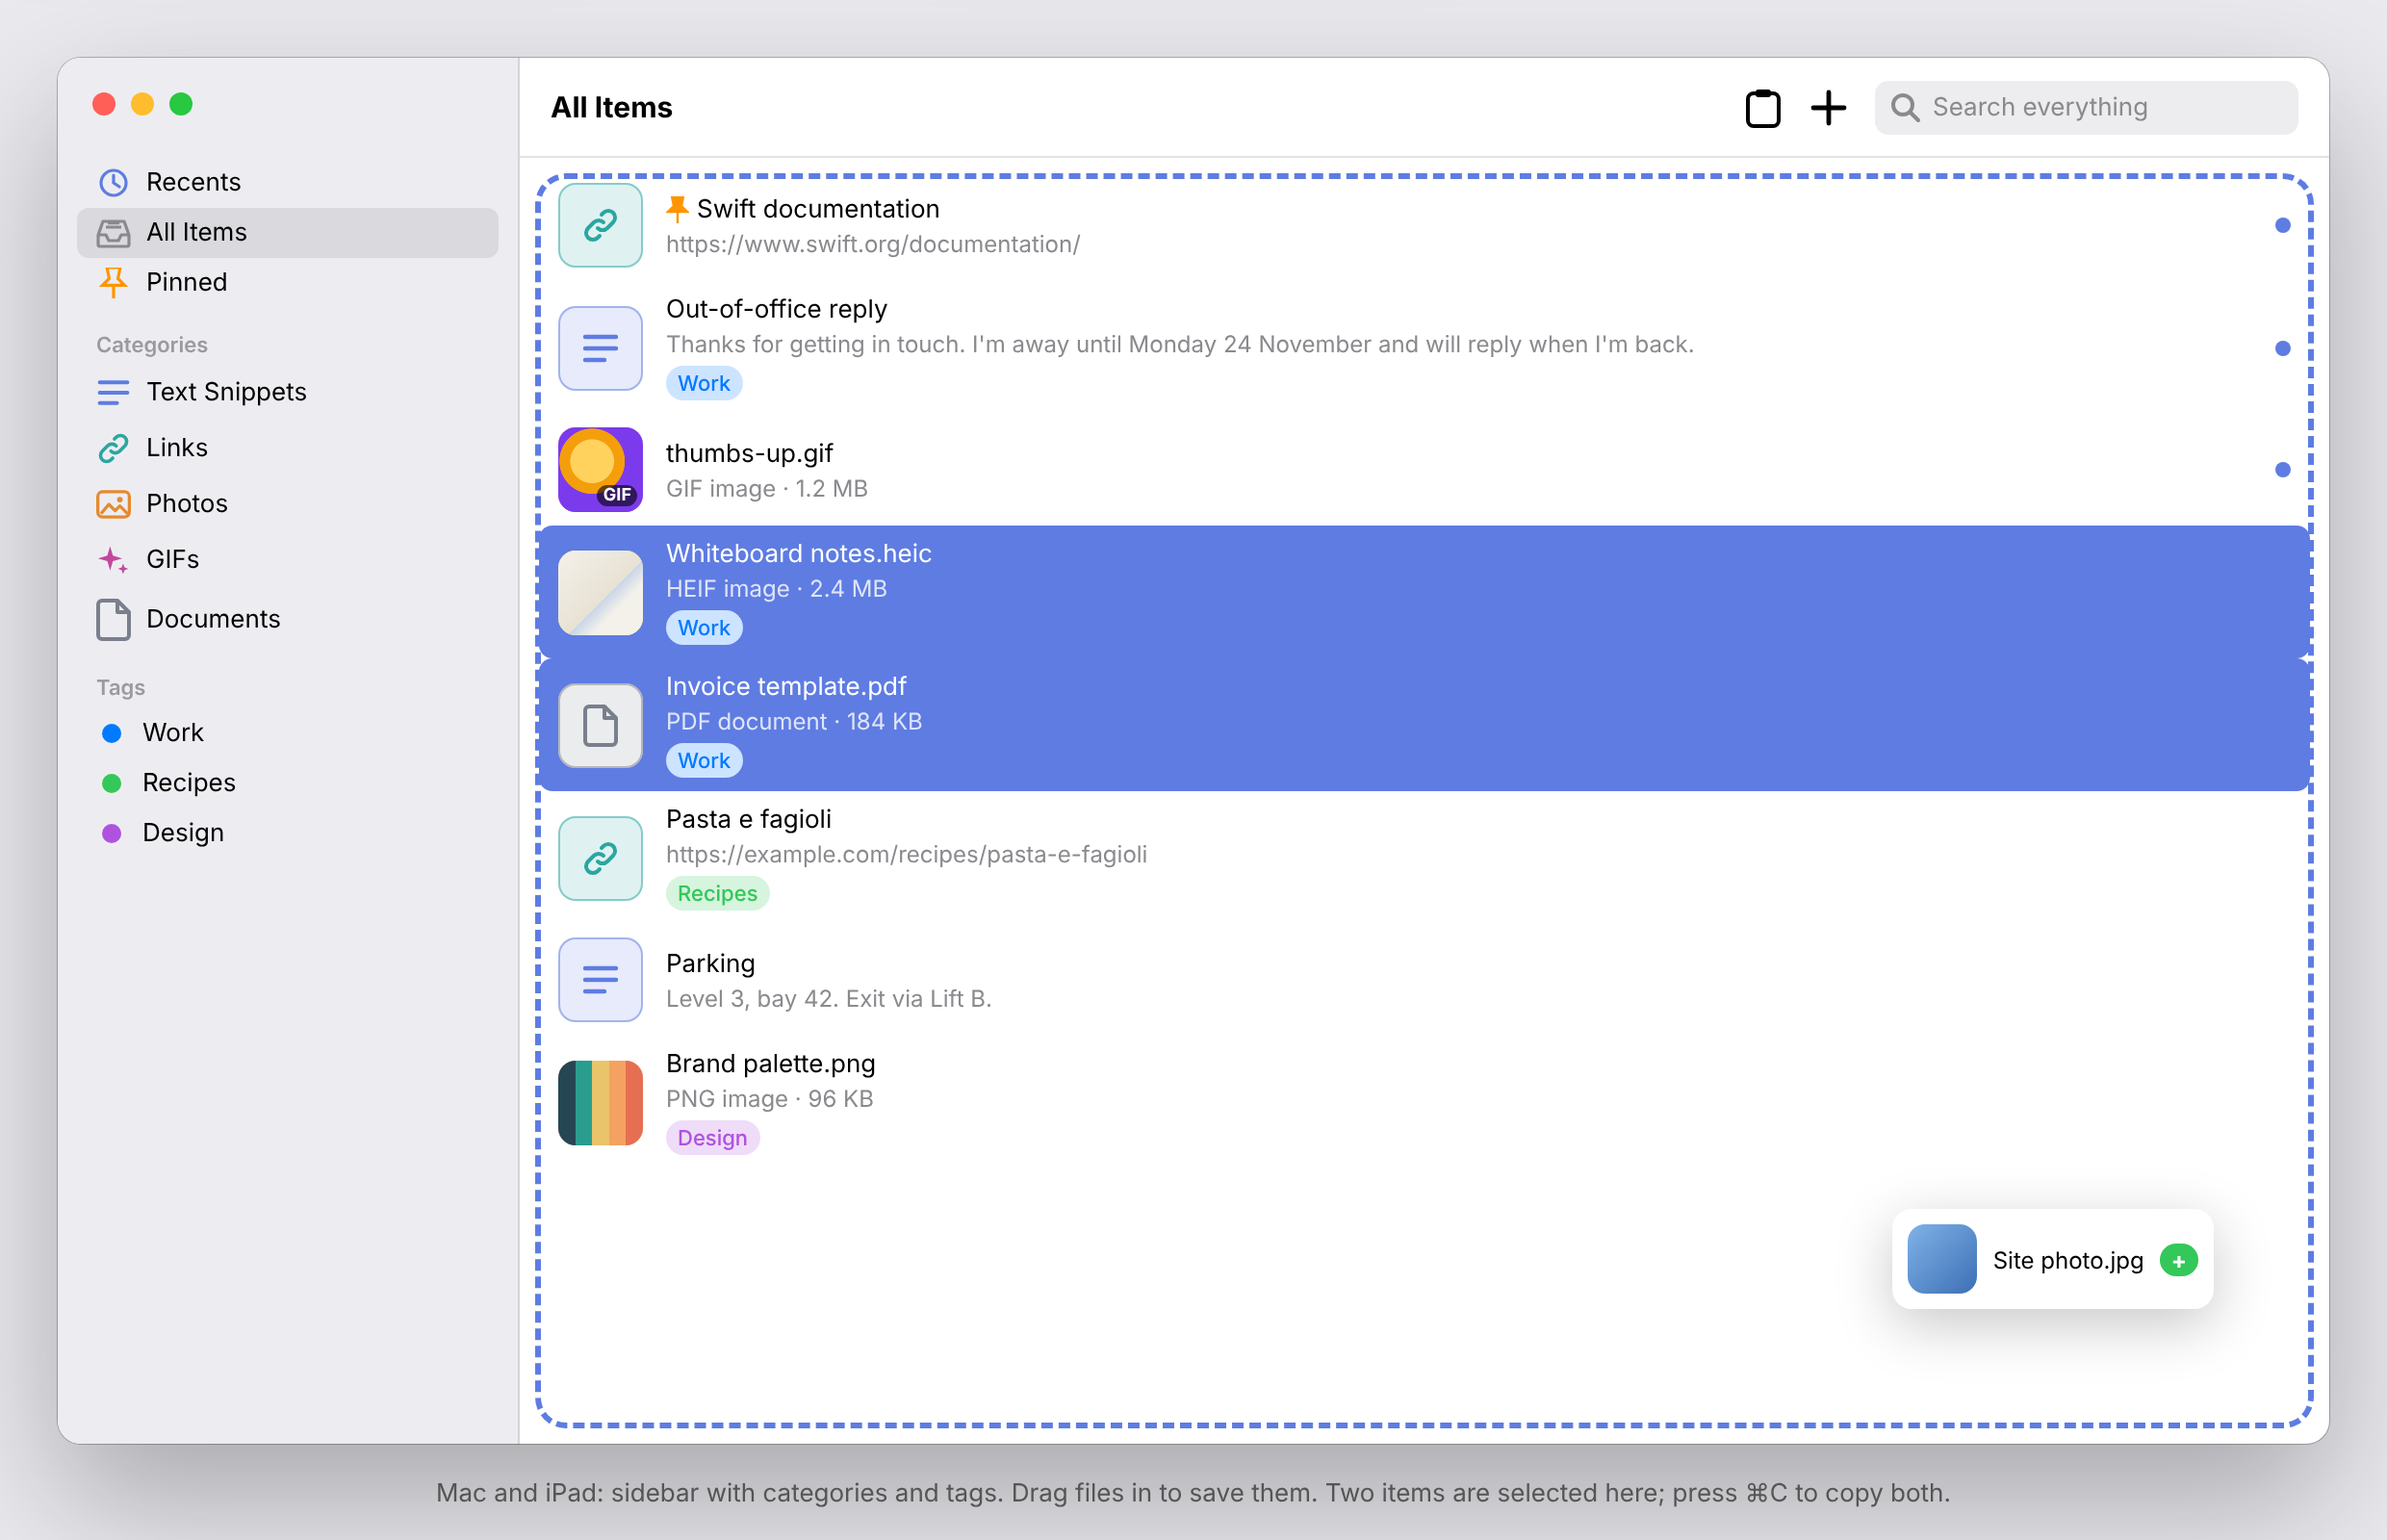 All Items
Search everything
Recents
All Items
Pinned
Categories
Text Snippets
Links
Photos
GIFs
Documents
Tags
Work
Recipes
Design
Swift documentation
https://www.swift.org/documentation/
Out-of-office reply
Thanks for getting in touch. I'm away until Monday 24 November and will reply when I'm back.
Work
thumbs-up.gif
GIF image · 1.2 MB
GIF
Whiteboard notes.heic
HEIF image · 2.4 MB
Work
Invoice template.pdf
PDF document · 184 KB
Work
Pasta e fagioli
https://example.com/recipes/pasta-e-fagioli
Recipes
Parking
Level 3, bay 42. Exit via Lift B.
Brand palette.png
PNG image · 96 KB
Design
Site photo.jpg +
Mac and iPad: sidebar with categories and tags. Drag files in to save them. Two items are selected here; press ⌘C to copy both.